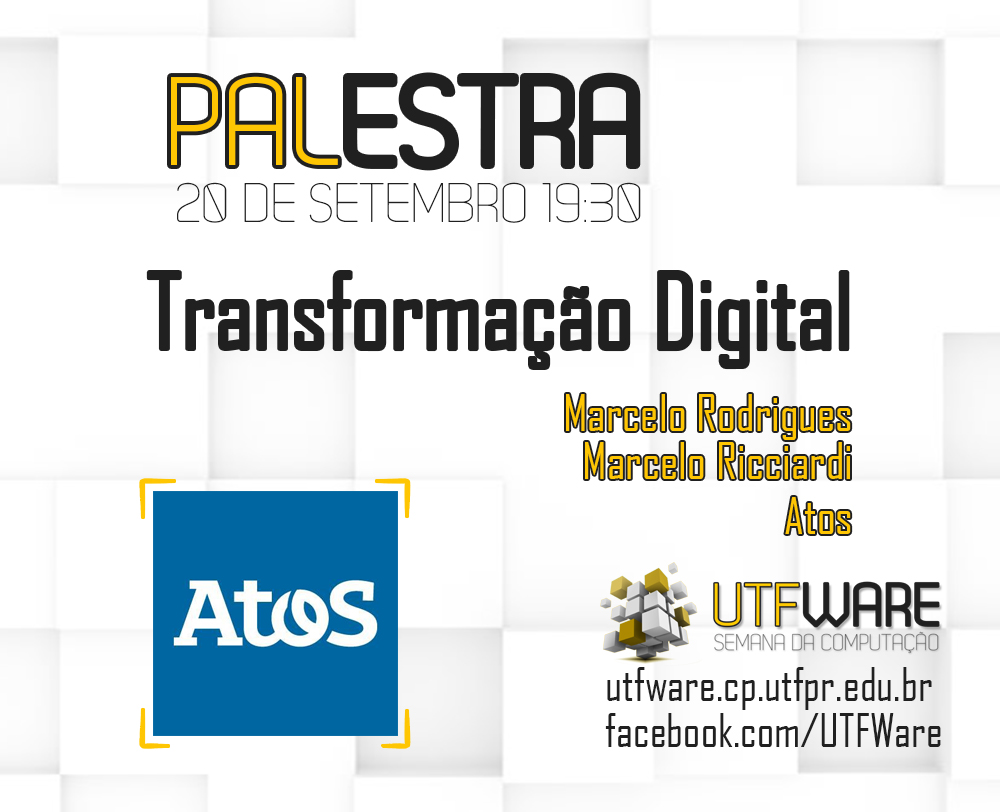 PALESTRA
20 DE SETEMBRO 19:30
Transformação Digital
Marcelo Rodrigues
Marcelo Ricciardi
Atos
Atos
UTFWARE
SEMANA DA COMPUTAÇÃO
utfware.cp.utfpr.edu.br
facebook.com/UTFWare